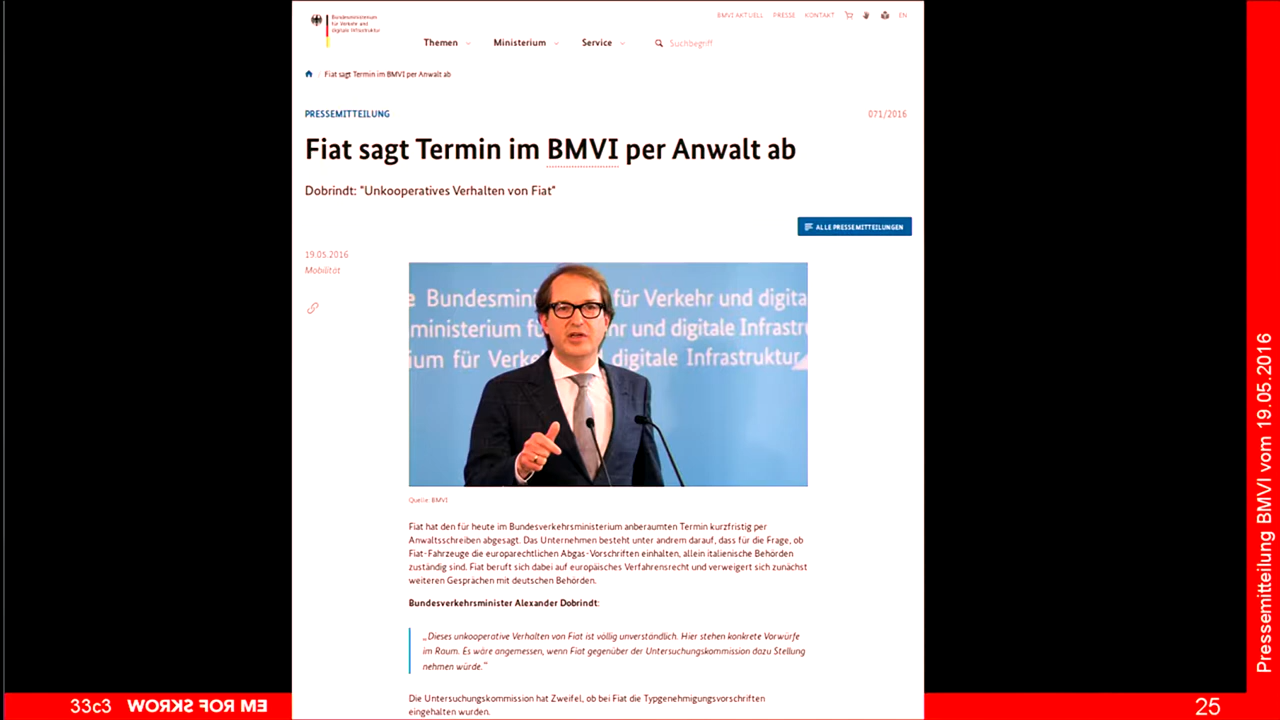 Bundesministerium
für Verkehr und
digitale Infrastruktur
BMVI AKTUELL PRESSE KONTAKT EN
Themen Ministerium Service Suchbegriff
Fiat sagt Termin im BMVI per Anwalt ab
PRESSEMITTEILUNG 071/2016
Fiat sagt Termin im BMVI per Anwalt ab
Dobrindt: "Unkooperatives Verhalten von Fiat"
ALLE PRESSEMITTEILUNGEN
19.05.2016
Mobilität
e Bundesmini für Verkehr und digita
ministerium fü hr und digitale Infrastru
ium für Verke digitale Infrastruktur
Quelle: BMVI
Fiat hat den für heute im Bundesverkehrsministerium anberaumten Termin kurzfristig per
Anwaltsschreiben abgesagt. Das Unternehmen besteht unter andrem darauf, dass für die Frage, ob
Fiat-Fahrzeuge die europarechtlichen Abgas-Vorschriften einhalten, allein italienische Behörden
zuständig sind. Fiat beruft sich dabei auf europäisches Verfahrensrecht und verweigert sich zunächst
weiteren Gesprächen mit deutschen Behörden.
Bundesverkehrsminister Alexander Dobrindt:
„Dieses unkooperative Verhalten von Fiat ist völlig unverständlich. Hier stehen konkrete Vorwürfe
im Raum. Es wäre angemessen, wenn Fiat gegenüber der Untersuchungskommission dazu Stellung
nehmen würde."
Die Untersuchungskommission hat Zweifel, ob bei Fiat die Typgenehmigungsvorschriften
eingehalten wurden.
Pressemitteilung BMVI vom 19.05.2016
33c3 WORKS FOR ME
25